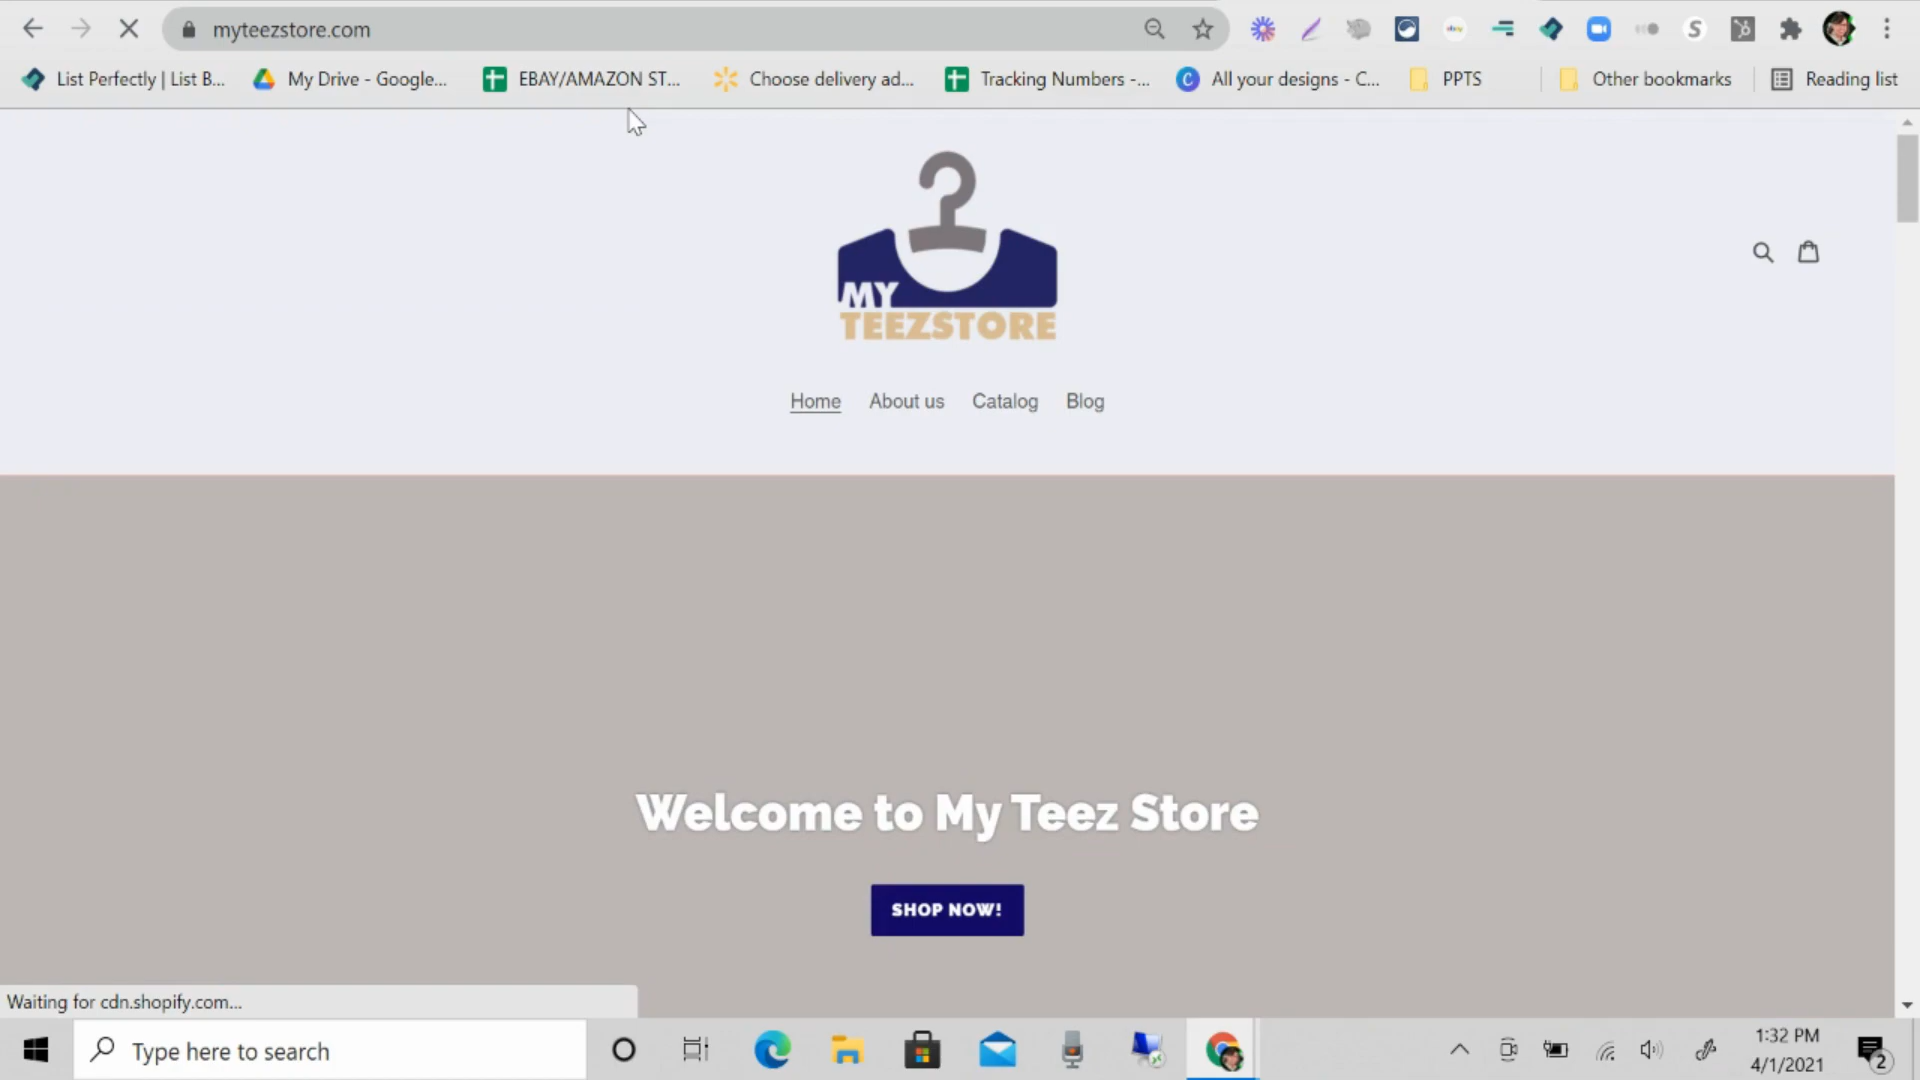 myteezstore.com
List Perfectly | List B...
My Drive - Google...
EBAY/AMAZON ST...
Choose delivery ad...
Tracking Numbers -...
All your designs - C...
PPTS
Other bookmarks
Reading list
MY
TEEZSTORE
Home
About us
Catalog
Blog
Welcome to My Teez Store
SHOP NOW!
Waiting for cdn.shopify.com...
Type here to search
1:32 PM
4/1/2021
2